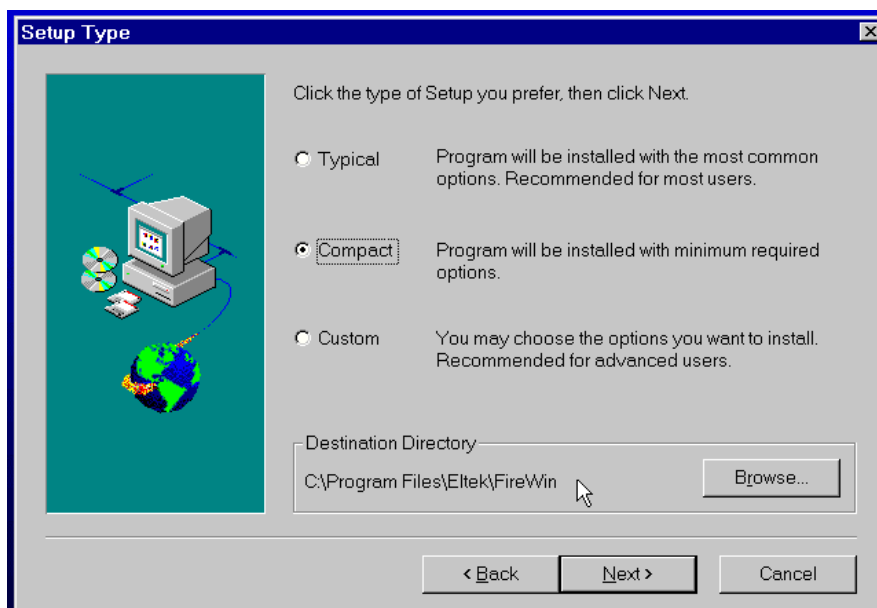 Setup Type
Click the type of Setup you prefer, then click Next.
Typical
Program will be installed with the most common
options. Recommended for most users.
Compact
Program will be installed with minimum required
options.
Custom
You may choose the options you want to install.
Recommended for advanced users.
Destination Directory
C:\Program Files\Eltek\FireWin
Browse...
< Back
Next >
Cancel